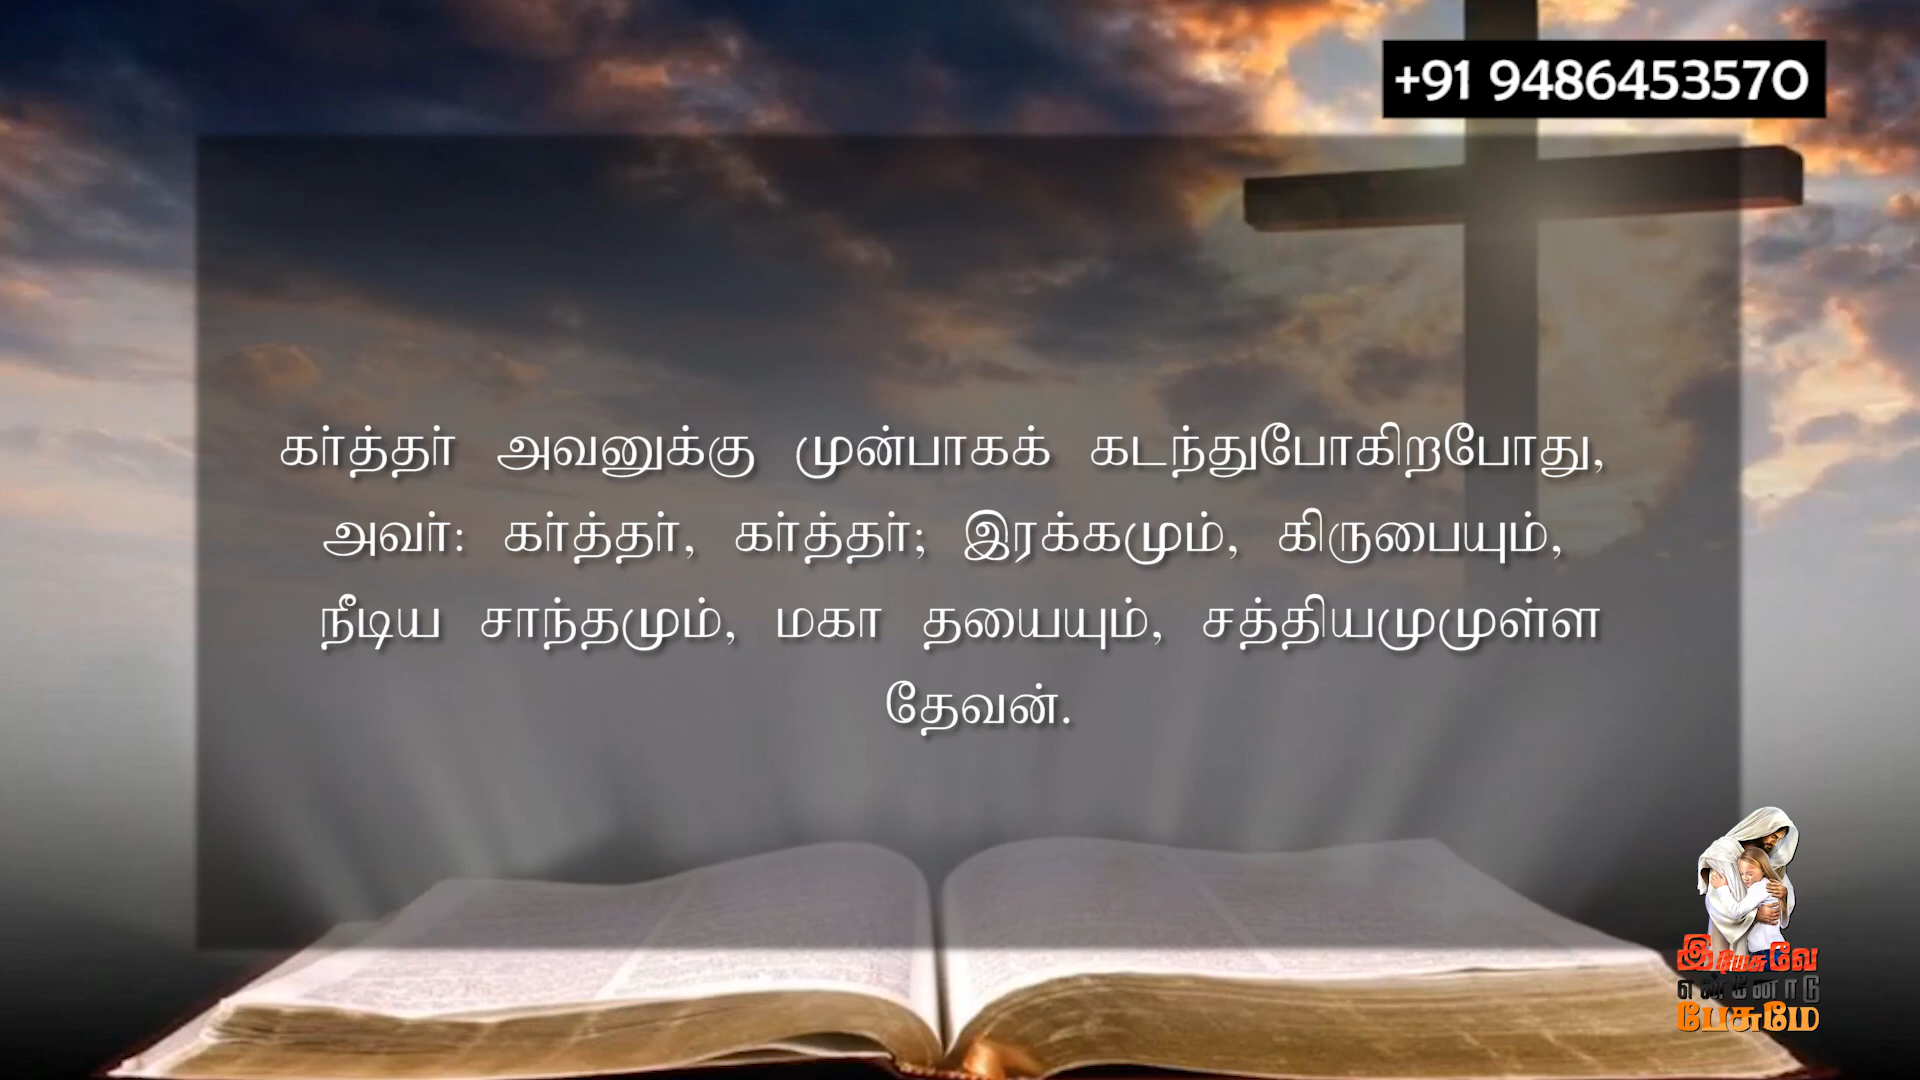 +91 9486453570
கர்த்தர் அவனுக்கு முன்பாகக் கடந்துபோகிறபோது,
அவர்: கர்த்தர், கர்த்தர்; இரக்கமும், கிருபையும்,
நீடிய சாந்தமும், மகா தயையும், சத்தியமுமுள்ள
தேவன்.
இயேசுவே
என்னோடு
பேசுமே